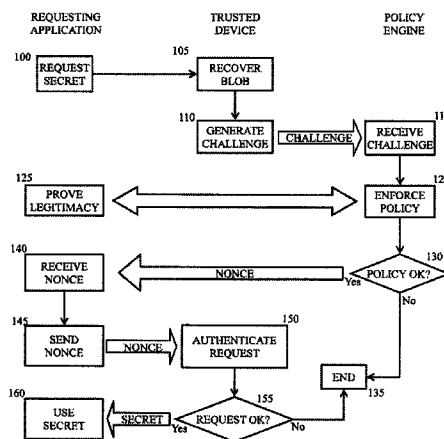 REQUESTING
APPLICATION
TRUSTED
DEVICE
POLICY
ENGINE
100
REQUEST
SECRET
105
RECOVER
BLOB
110
GENERATE
CHALLENGE
CHALLENGE
11
RECEIVE
CHALLENGE
125
PROVE
LEGITIMACY
12
ENFORCE
POLICY
140
RECEIVE
NONCE
NONCE
Yes
130
POLICY OK?
No
145
SEND
NONCE
NONCE
150
AUTHENTICATE
REQUEST
END
135
160
USE
SECRET
SECRET
Yes
155
REQUEST OK?
No